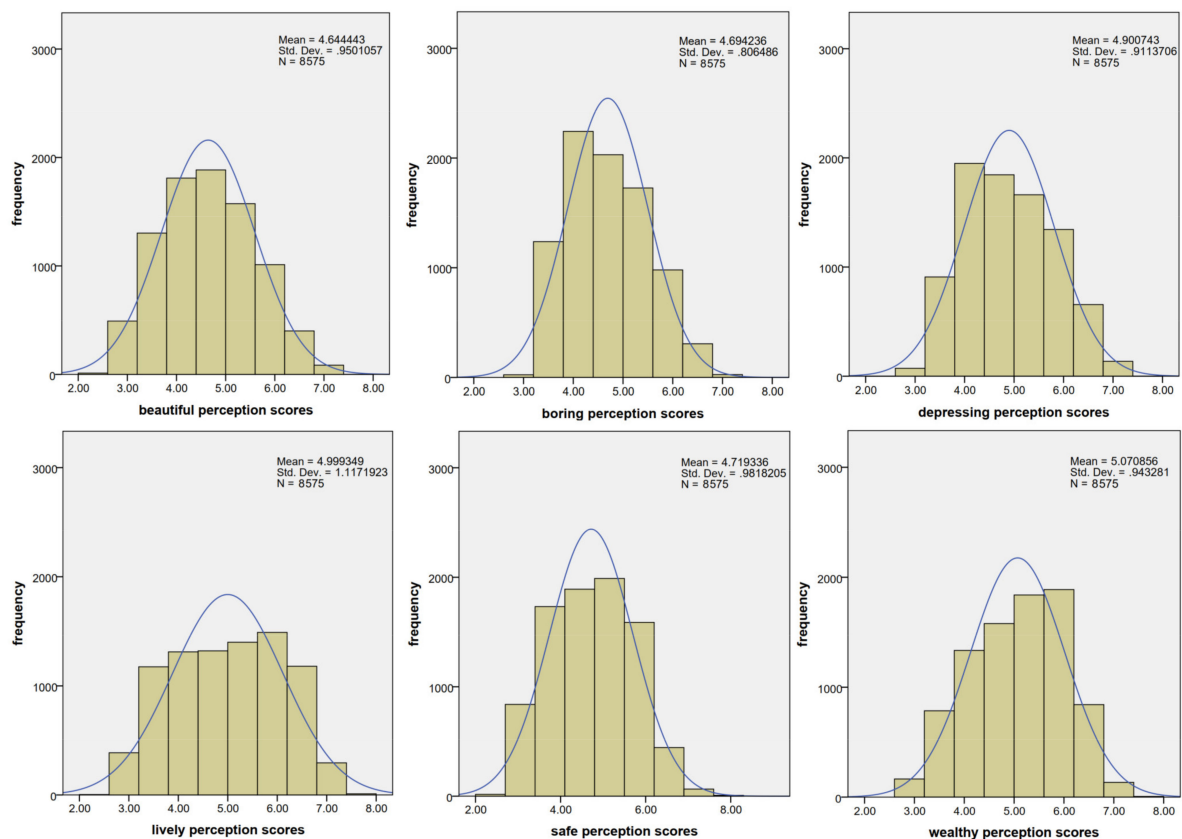 Mean = 4.644443
Std. Dev. = .9501057
N = 8575
3000
2000
1000
0
frequency
2.00 3.00 4.00 5.00 6.00 7.00 8.00
beautiful perception scores
Mean = 4.694236
Std. Dev. = .806486
N = 8575
3000
2000
1000
0
frequency
2.00 3.00 4.00 5.00 6.00 7.00 8.00
boring perception scores
Mean = 4.900743
Std. Dev. = .9113706
N = 8575
3000
2000
1000
0
frequency
2.00 3.00 4.00 5.00 6.00 7.00 8.00
depressing perception scores
Mean = 4.999349
Std. Dev. = 1.1171923
N = 8575
3000
2000
1000
0
frequency
2.00 3.00 4.00 5.00 6.00 7.00 8.00
lively perception scores
Mean = 4.719336
Std. Dev. = .9818205
N = 8575
3000
2000
1000
0
frequency
2.00 4.00 6.00 8.00
safe perception scores
Mean = 5.070856
Std. Dev. = .943281
N = 8575
3000
2000
1000
0
frequency
2.00 3.00 4.00 5.00 6.00 7.00 8.00
wealthy perception scores